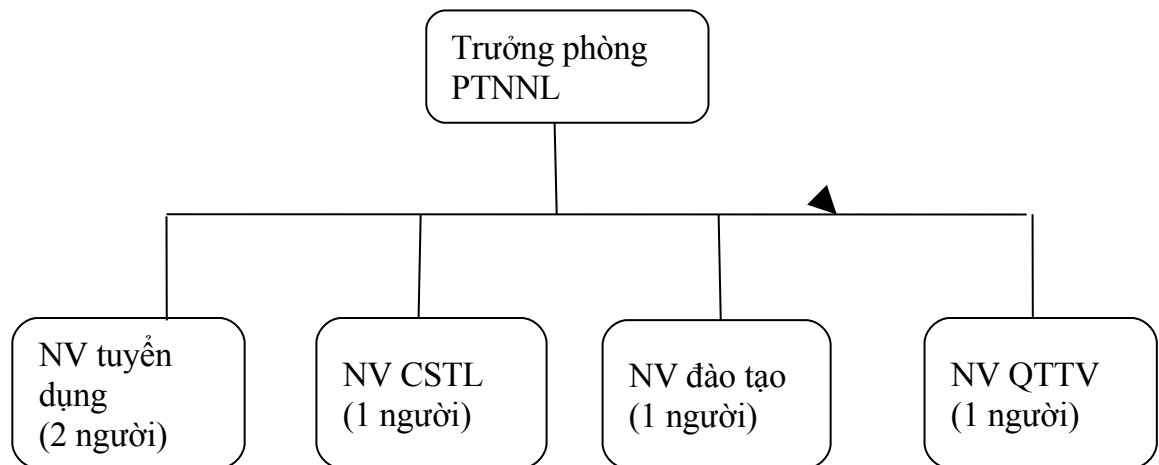 Trưởng phòng
PTNNL
NV tuyển
dụng
(2 người)
NV CSTL
(1 người)
NV đào tạo
(1 người)
NV QTTV
(1 người)